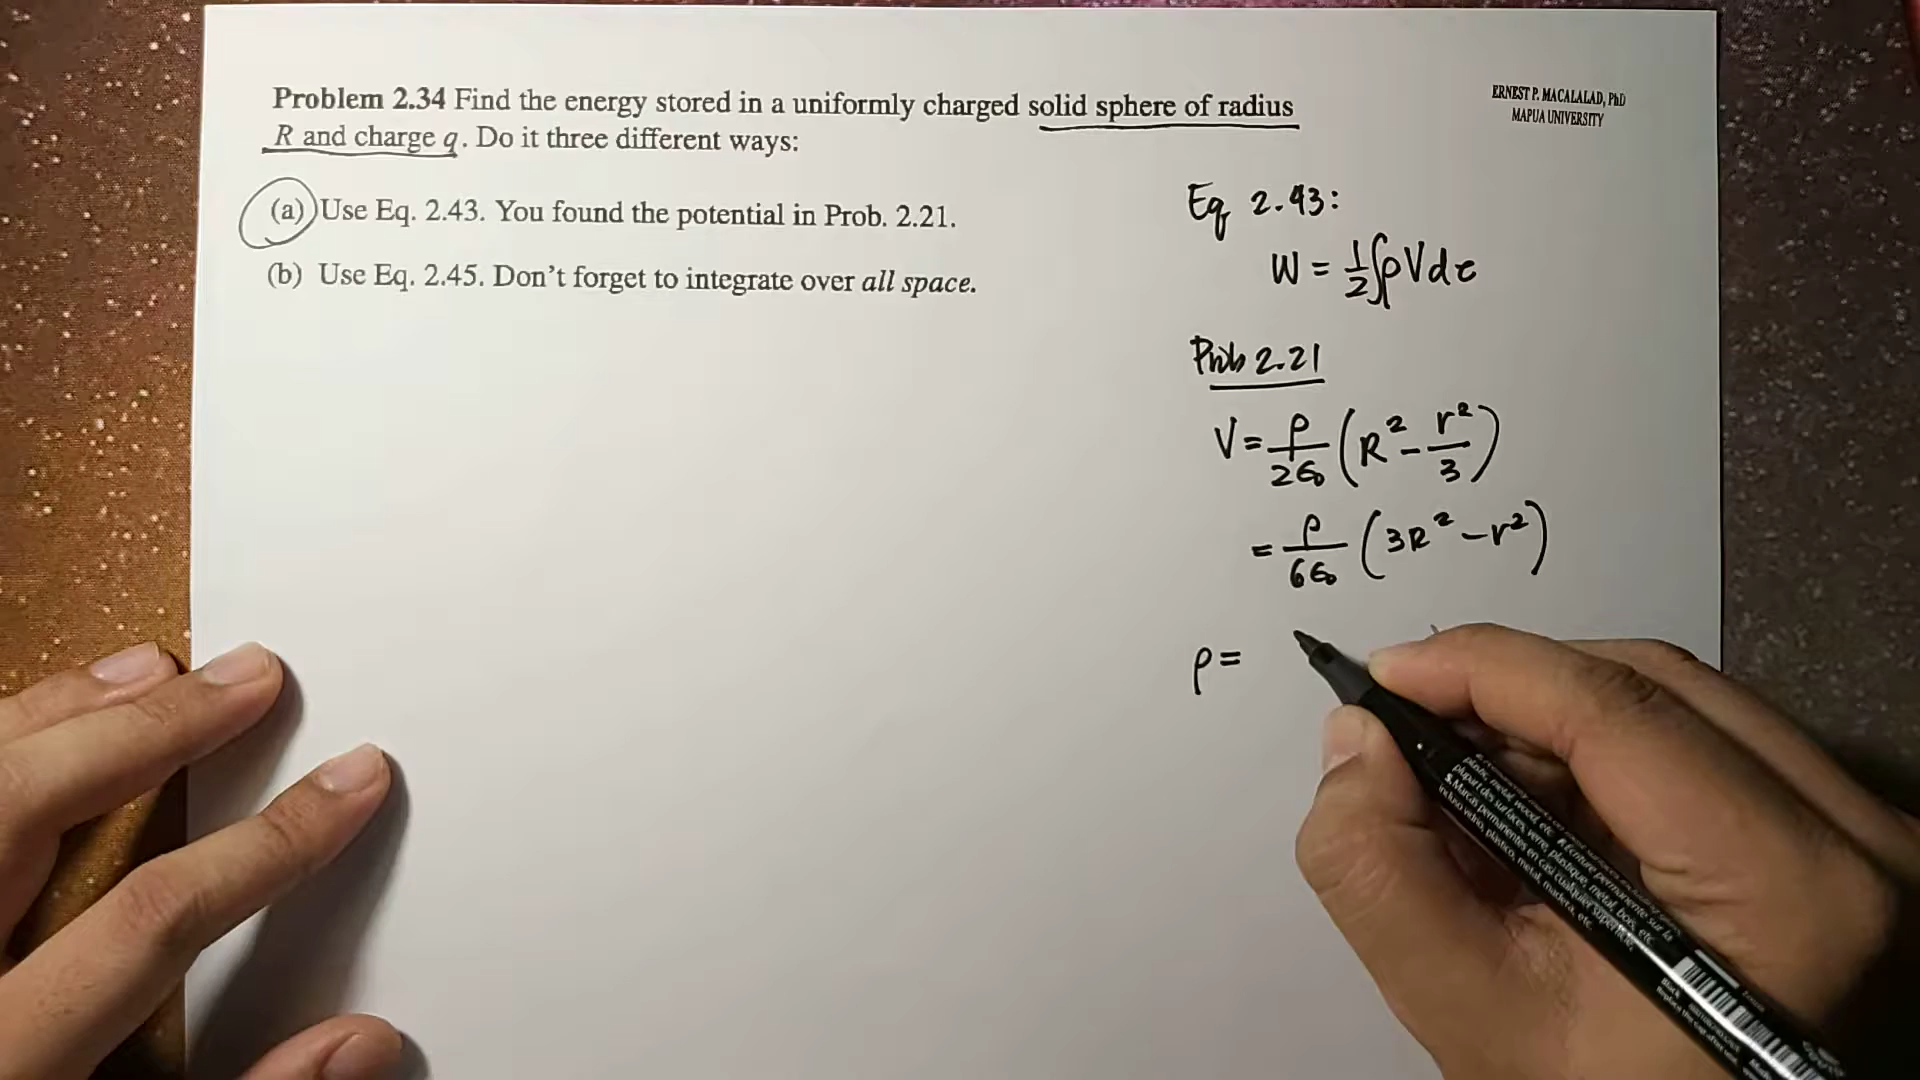 Problem 2.34 Find the energy stored in a uniformly charged solid sphere of radius
R and charge q. Do it three different ways:
(a) Use Eq. 2.43. You found the potential in Prob. 2.21.
(b) Use Eq. 2.45. Don't forget to integrate over all space.
ERNEST P. MACALALAD, PhD
MAPUA UNIVERSITY
Eq 2.43:
W = 1/2 ∫ρVdτ
Prob 2.21
V = ρ/2ε₀ (R² - r²/3)
= ρ/6ε₀ (3R² - r²)
ρ =